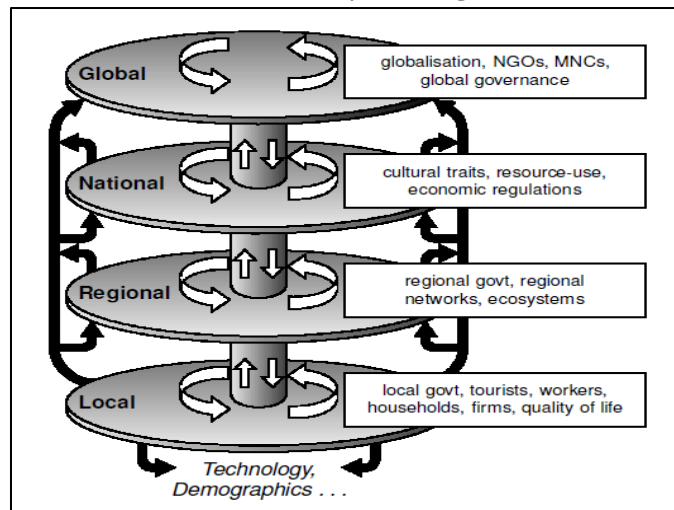 Global
globalisation, NGOs, MNCs,
global governance
National
cultural traits, resource-use,
economic regulations
Regional
regional govt, regional
networks, ecosystems
Local
local govt, tourists, workers,
households, firms, quality of life
Technology,
Demographics . . .